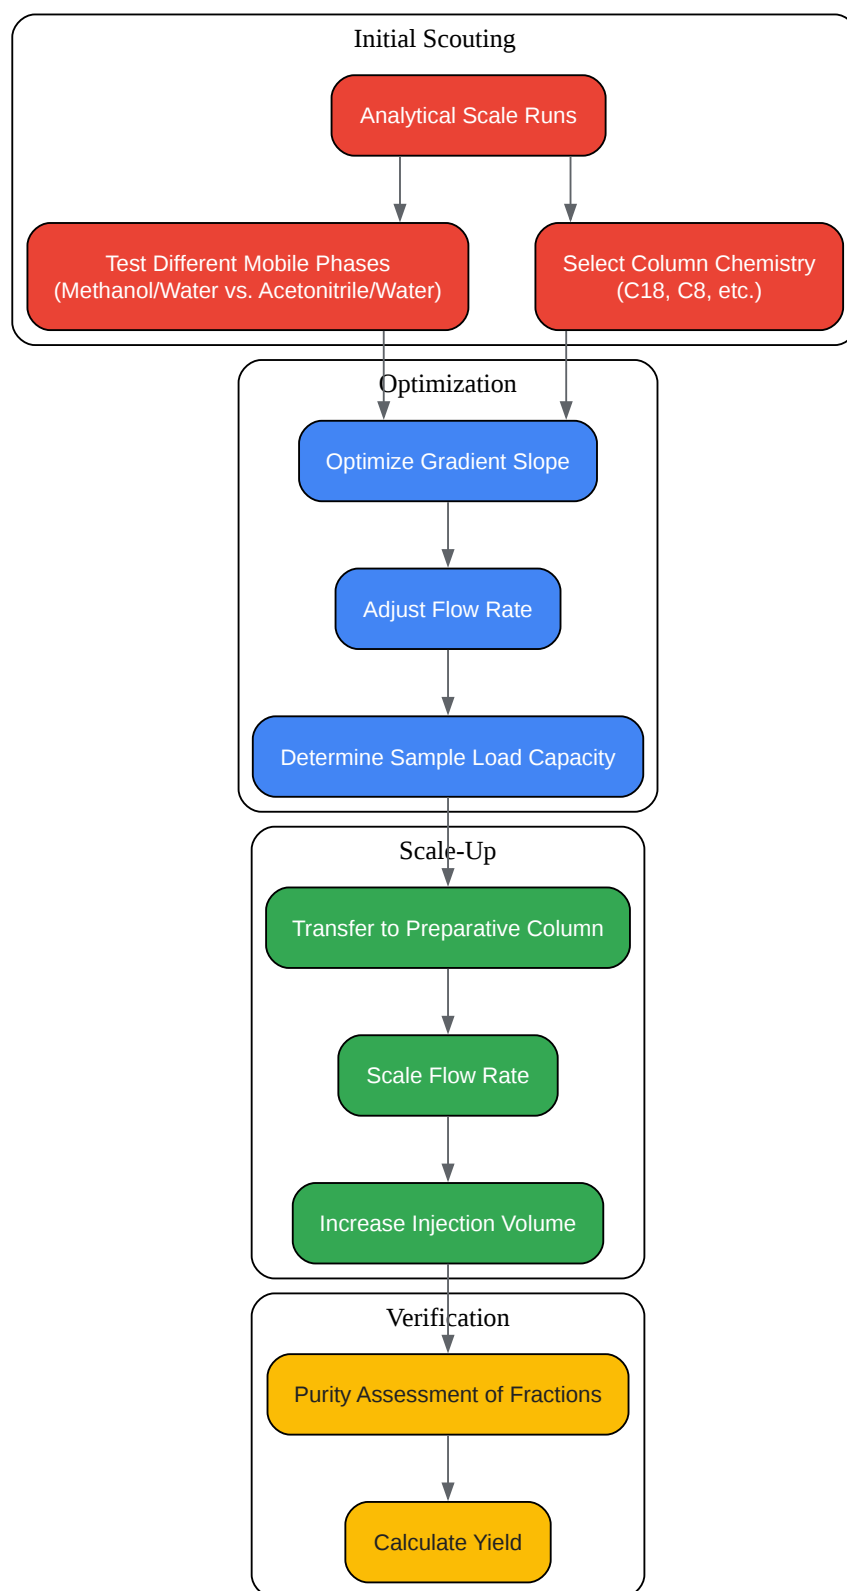 Initial Scouting
Analytical Scale Runs
Test Different Mobile Phases
(Methanol/Water vs. Acetonitrile/Water)
Select Column Chemistry
(C18, C8, etc.)
Optimization
Optimize Gradient Slope
Adjust Flow Rate
Determine Sample Load Capacity
Scale-Up
Transfer to Preparative Column
Scale Flow Rate
Increase Injection Volume
Verification
Purity Assessment of Fractions
Calculate Yield